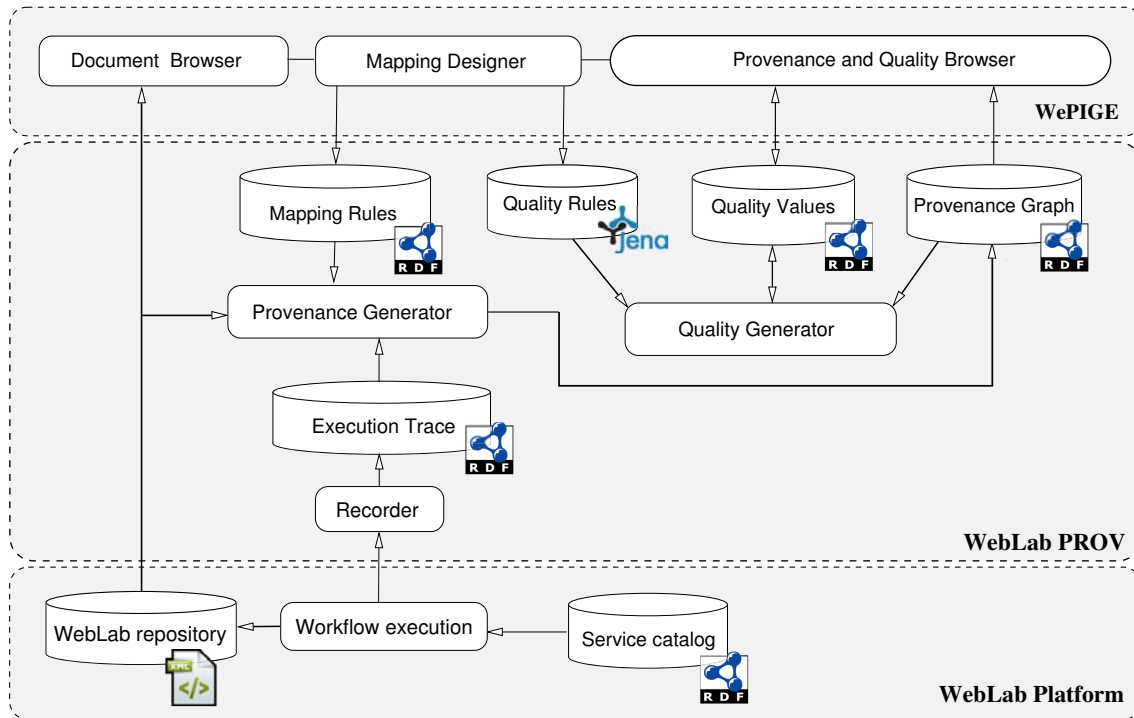 Document Browser
Mapping Designer
Provenance and Quality Browser
WePIGE
Mapping Rules
RDF
Quality Rules
jena
Quality Values
RDF
Provenance Graph
RDF
Provenance Generator
Quality Generator
Execution Trace
RDF
Recorder
WebLab PROV
WebLab repository
XML
</>
Workflow execution
Service catalog
RDF
WebLab Platform